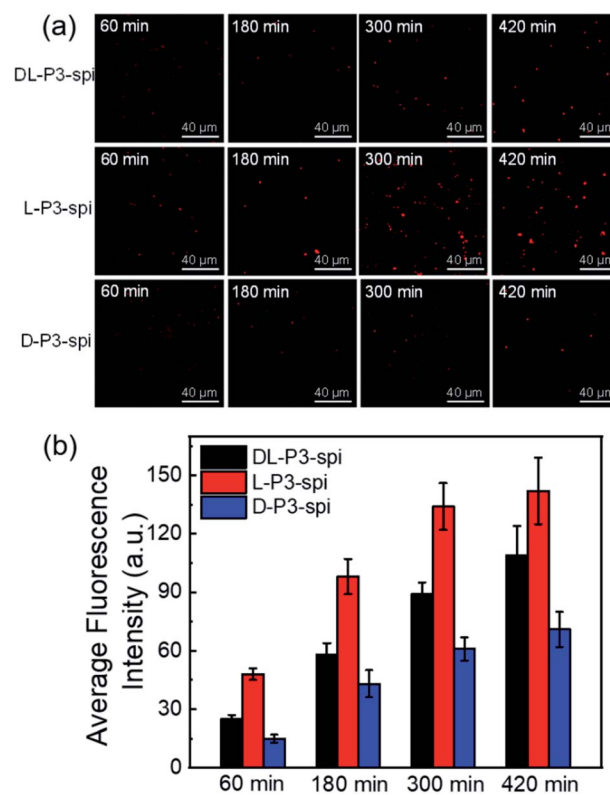 (a)
60 min 180 min 300 min 420 min
DL-P3-spi
40 µm 40 µm 40 µm 40 µm
60 min 180 min 300 min 420 min
L-P3-spi
40 µm 40 µm 40 µm 40 µm
60 min 180 min 300 min 420 min
D-P3-spi
40 µm 40 µm 40 µm 40 µm
(b)
Average Fluorescence
Intensity (a.u.)
150
120
90
60
30
0
DL-P3-spi
L-P3-spi
D-P3-spi
60 min 180 min 300 min 420 min